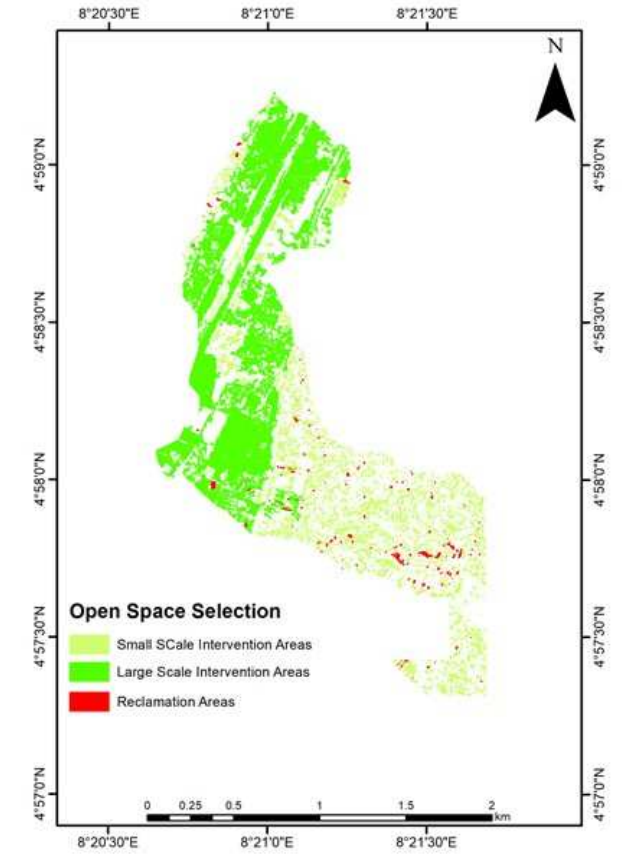 8°20'30"E 8°21'0"E 8°21'30"E
N
4°59'0"N 4°59'0"N
4°58'30"N 4°58'30"N
4°58'0"N 4°58'0"N
Open Space Selection
4°57'30"N 4°57'30"N
Small SCale Intervention Areas
Large Scale Intervention Areas
Reclamation Areas
4°57'0"N 4°57'0"N
0 0.25 0.5 1 1.5 2
km
8°20'30"E 8°21'0"E 8°21'30"E